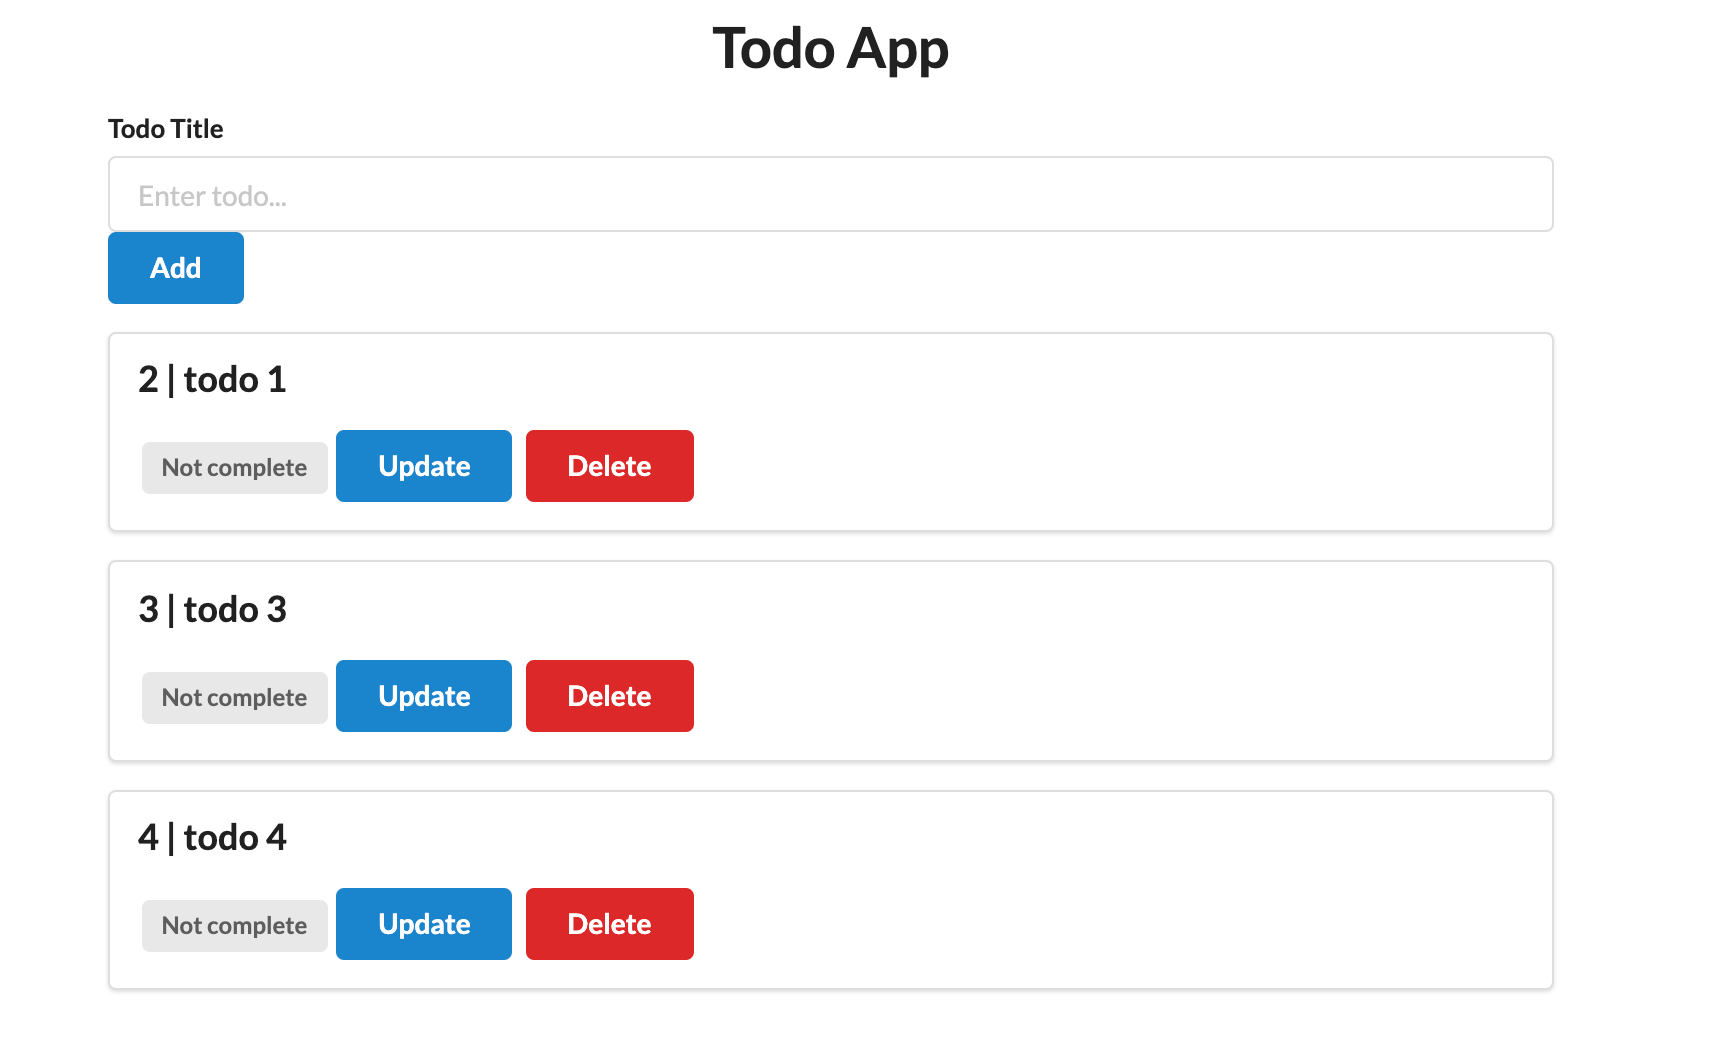 Todo App
Todo Title
Enter todo...
Add
2 | todo 1
Not complete Update Delete
3 | todo 3
Not complete Update Delete
4 | todo 4
Not complete Update Delete